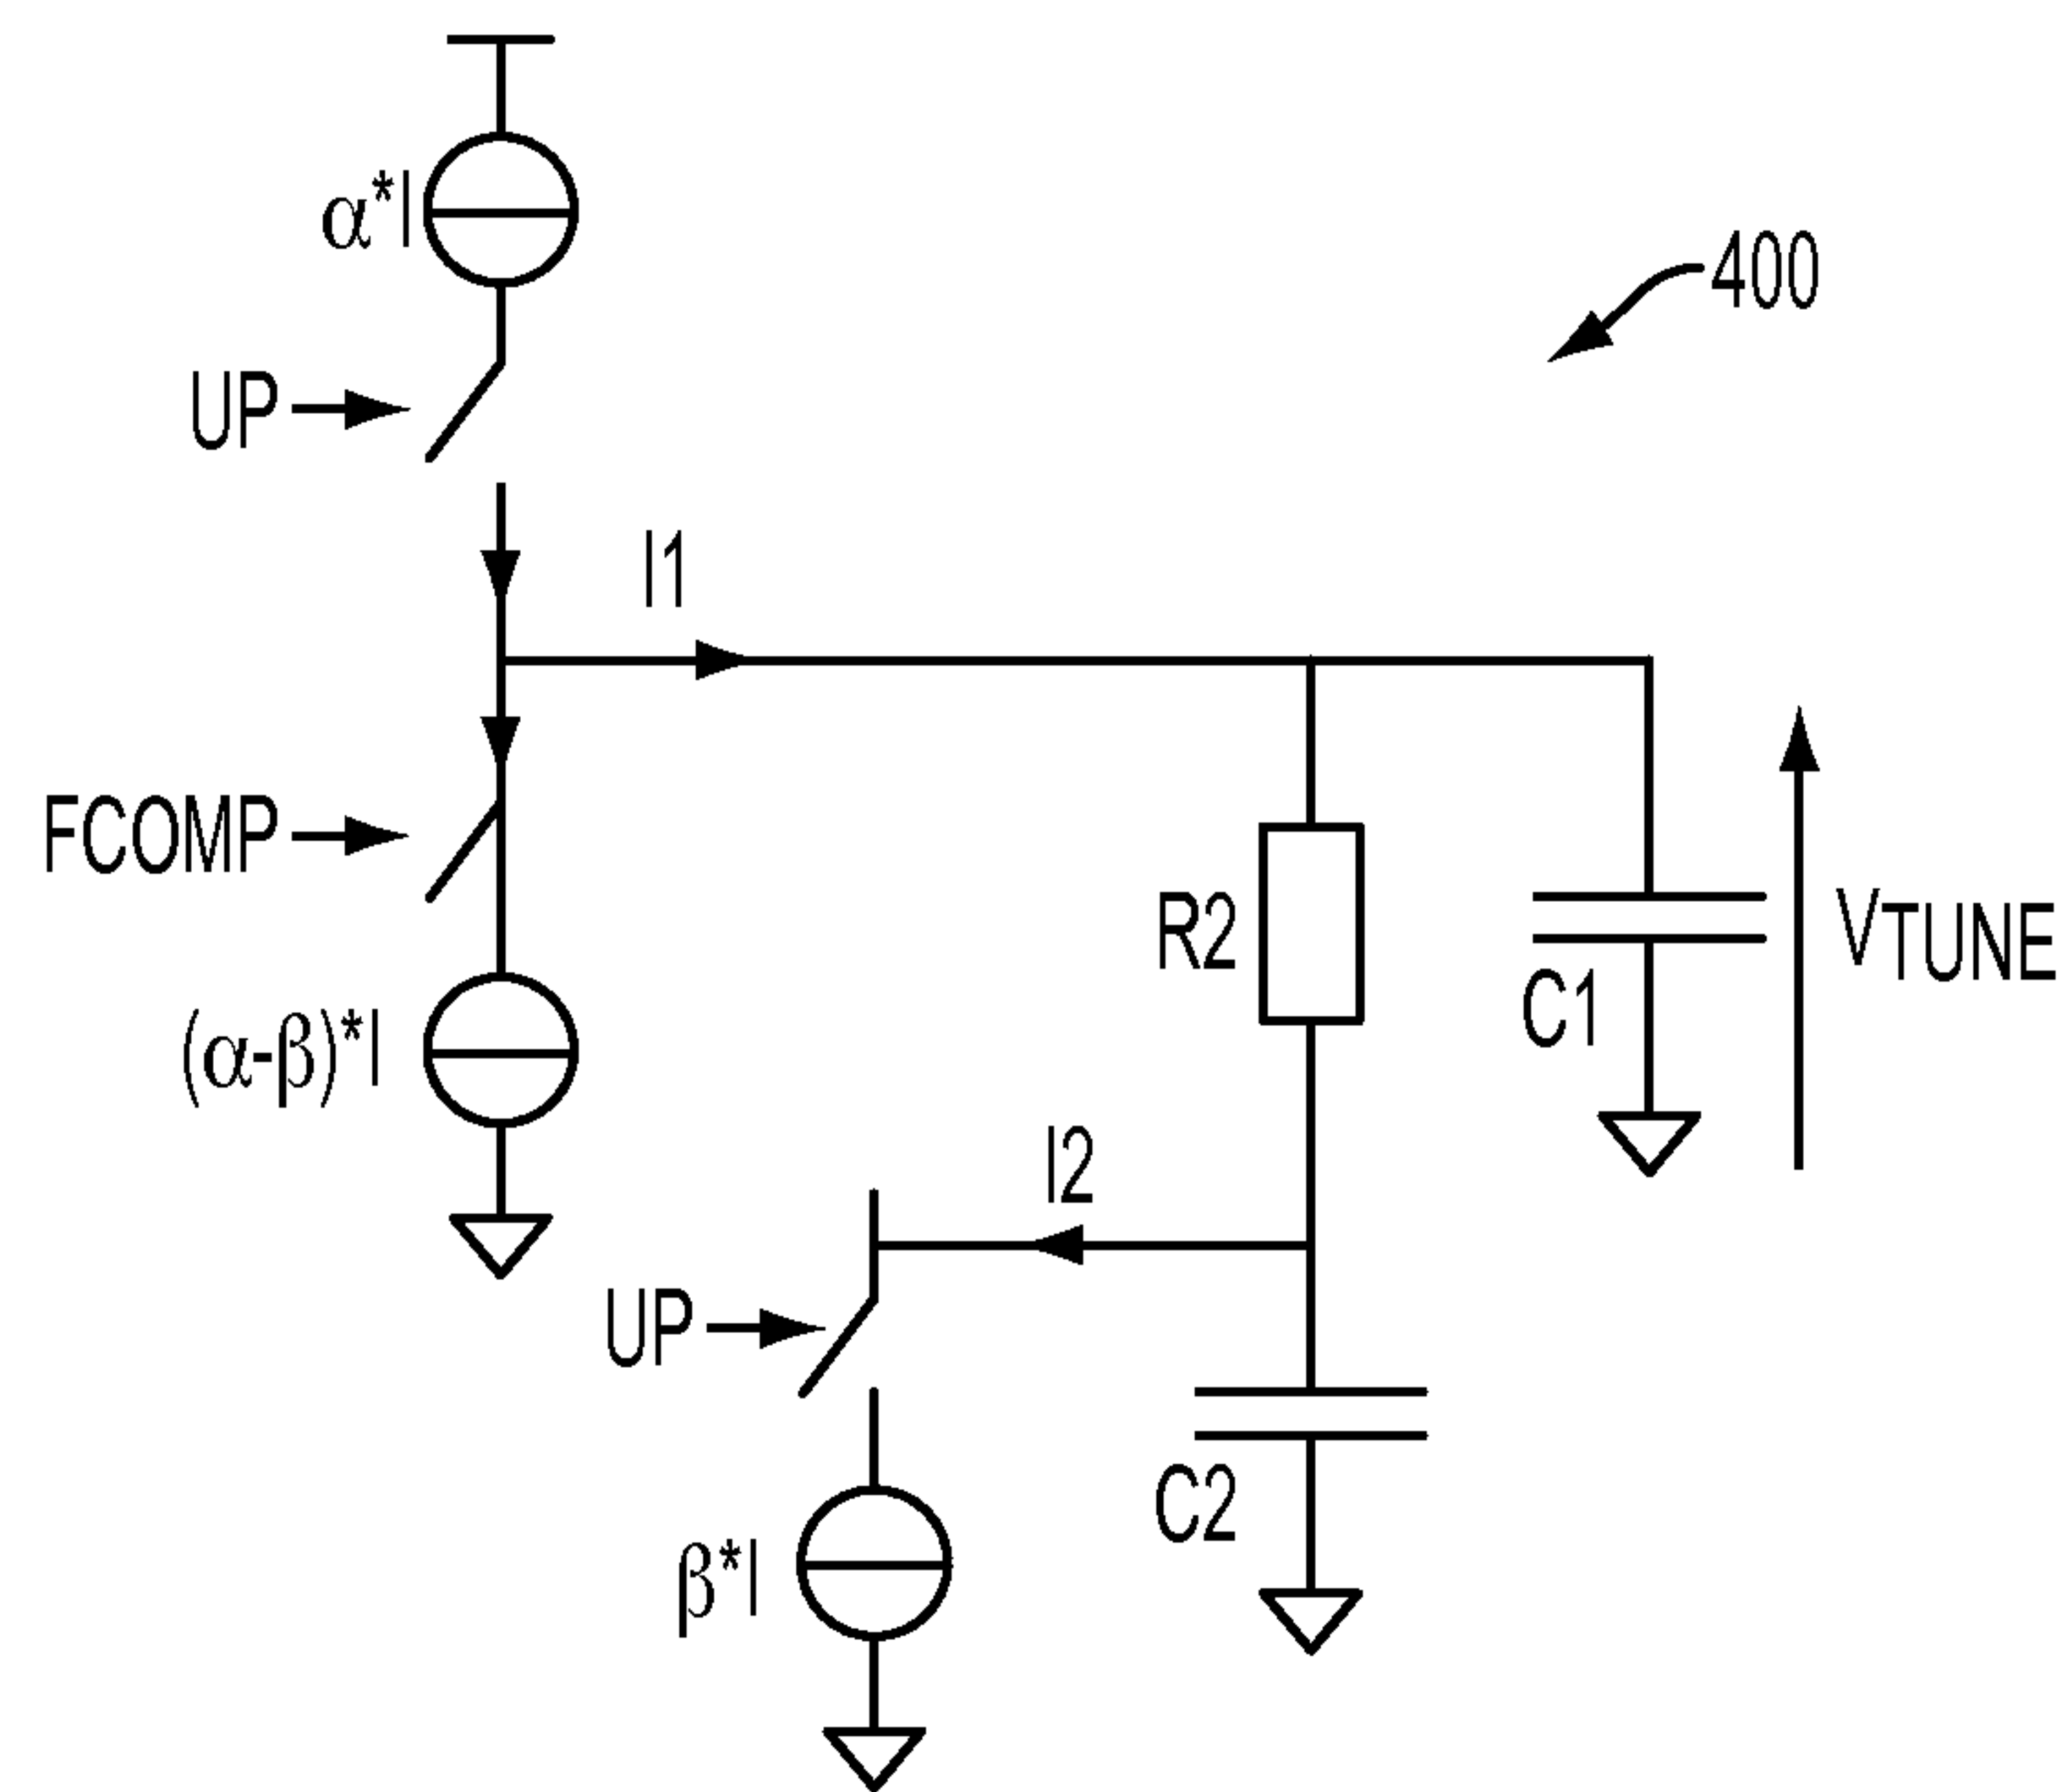 α*I
400
UP
I1
FCOMP
R2
VTUNE
C1
(α-β)*I
I2
UP
C2
β*I